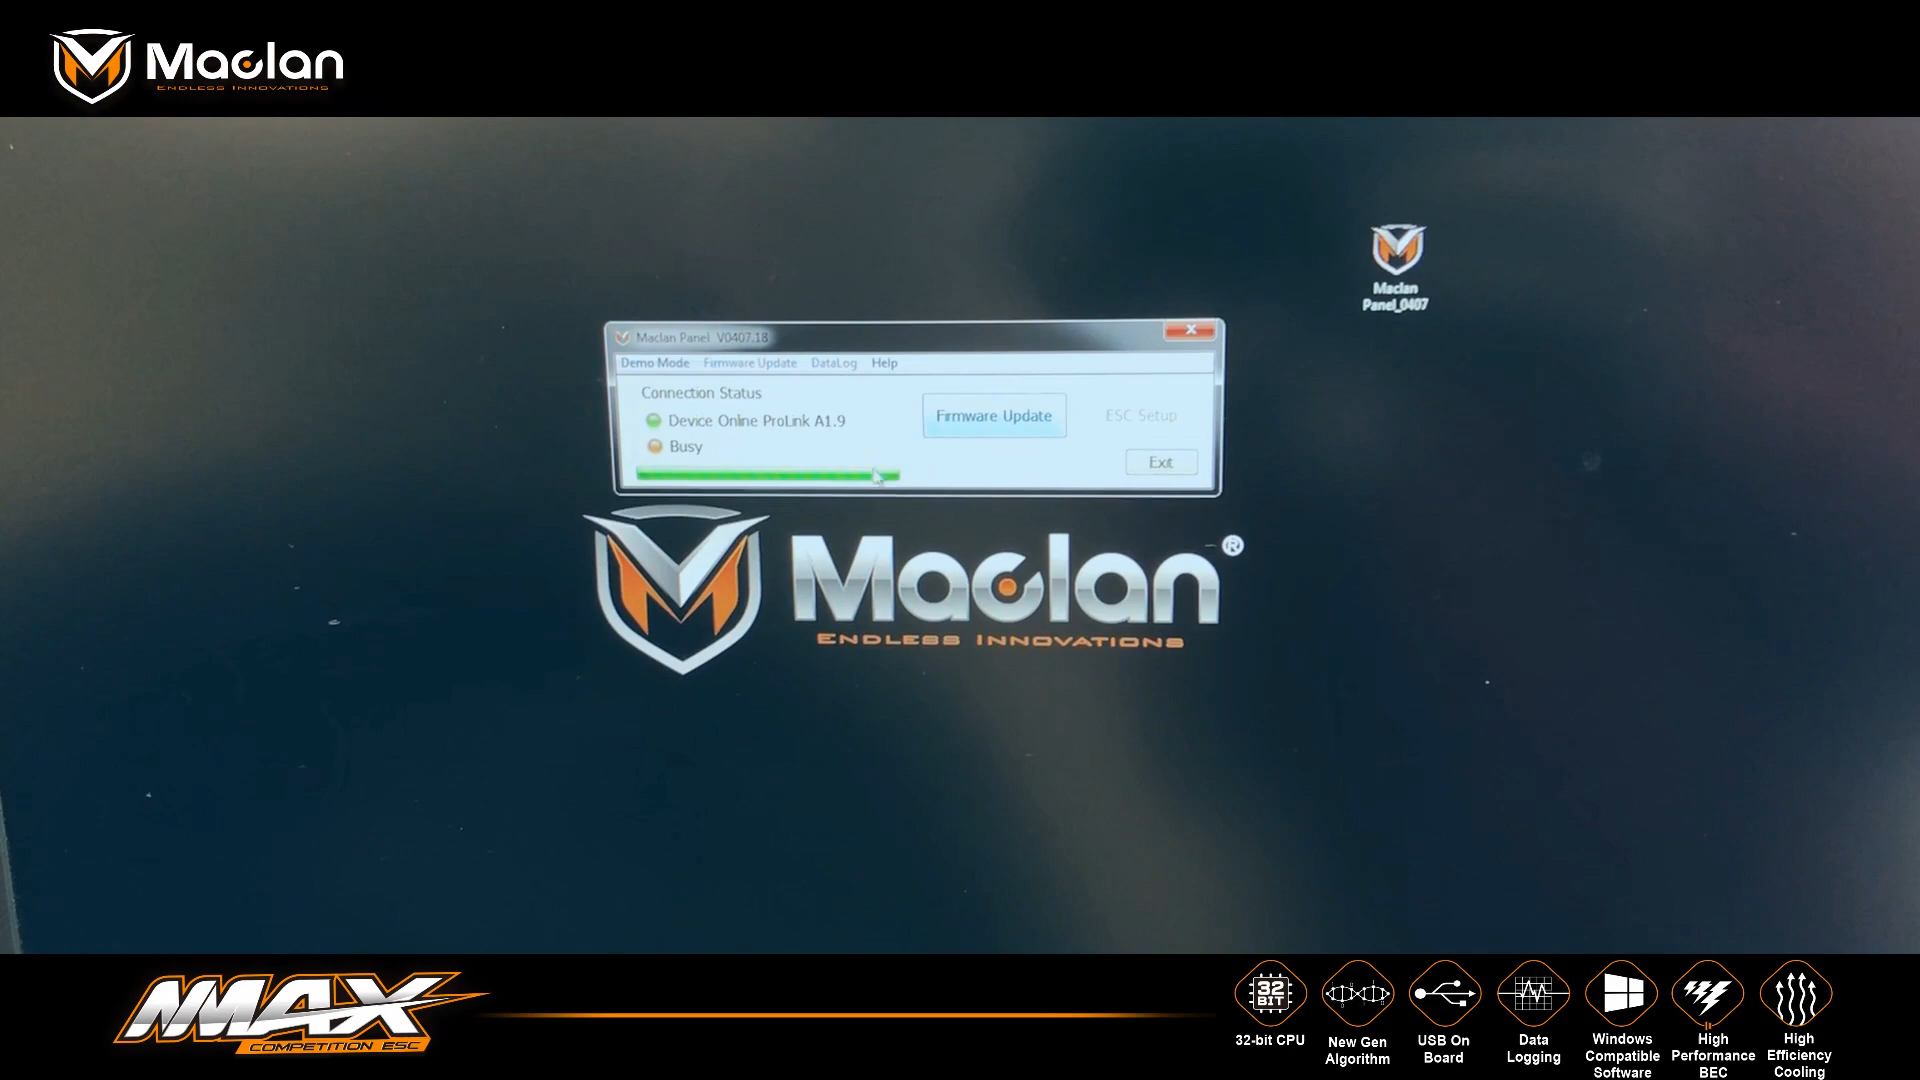 Maclan
ENDLESS INNOVATIONS
Maclan
Panel_0407
Maclan Panel V0407.18
Demo Mode Firmware Update DataLog Help
Connection Status
Device Online ProLink A1.9
Busy
Firmware Update
ESC Setup
Exit
Maclan®
ENDLESS INNOVATIONS
MMAX
COMPETITION ESC
32
BIT
32-bit CPU
New Gen
Algorithm
USB On
Board
Data
Logging
Windows
Compatible
Software
High
Performance
BEC
High
Efficiency
Cooling